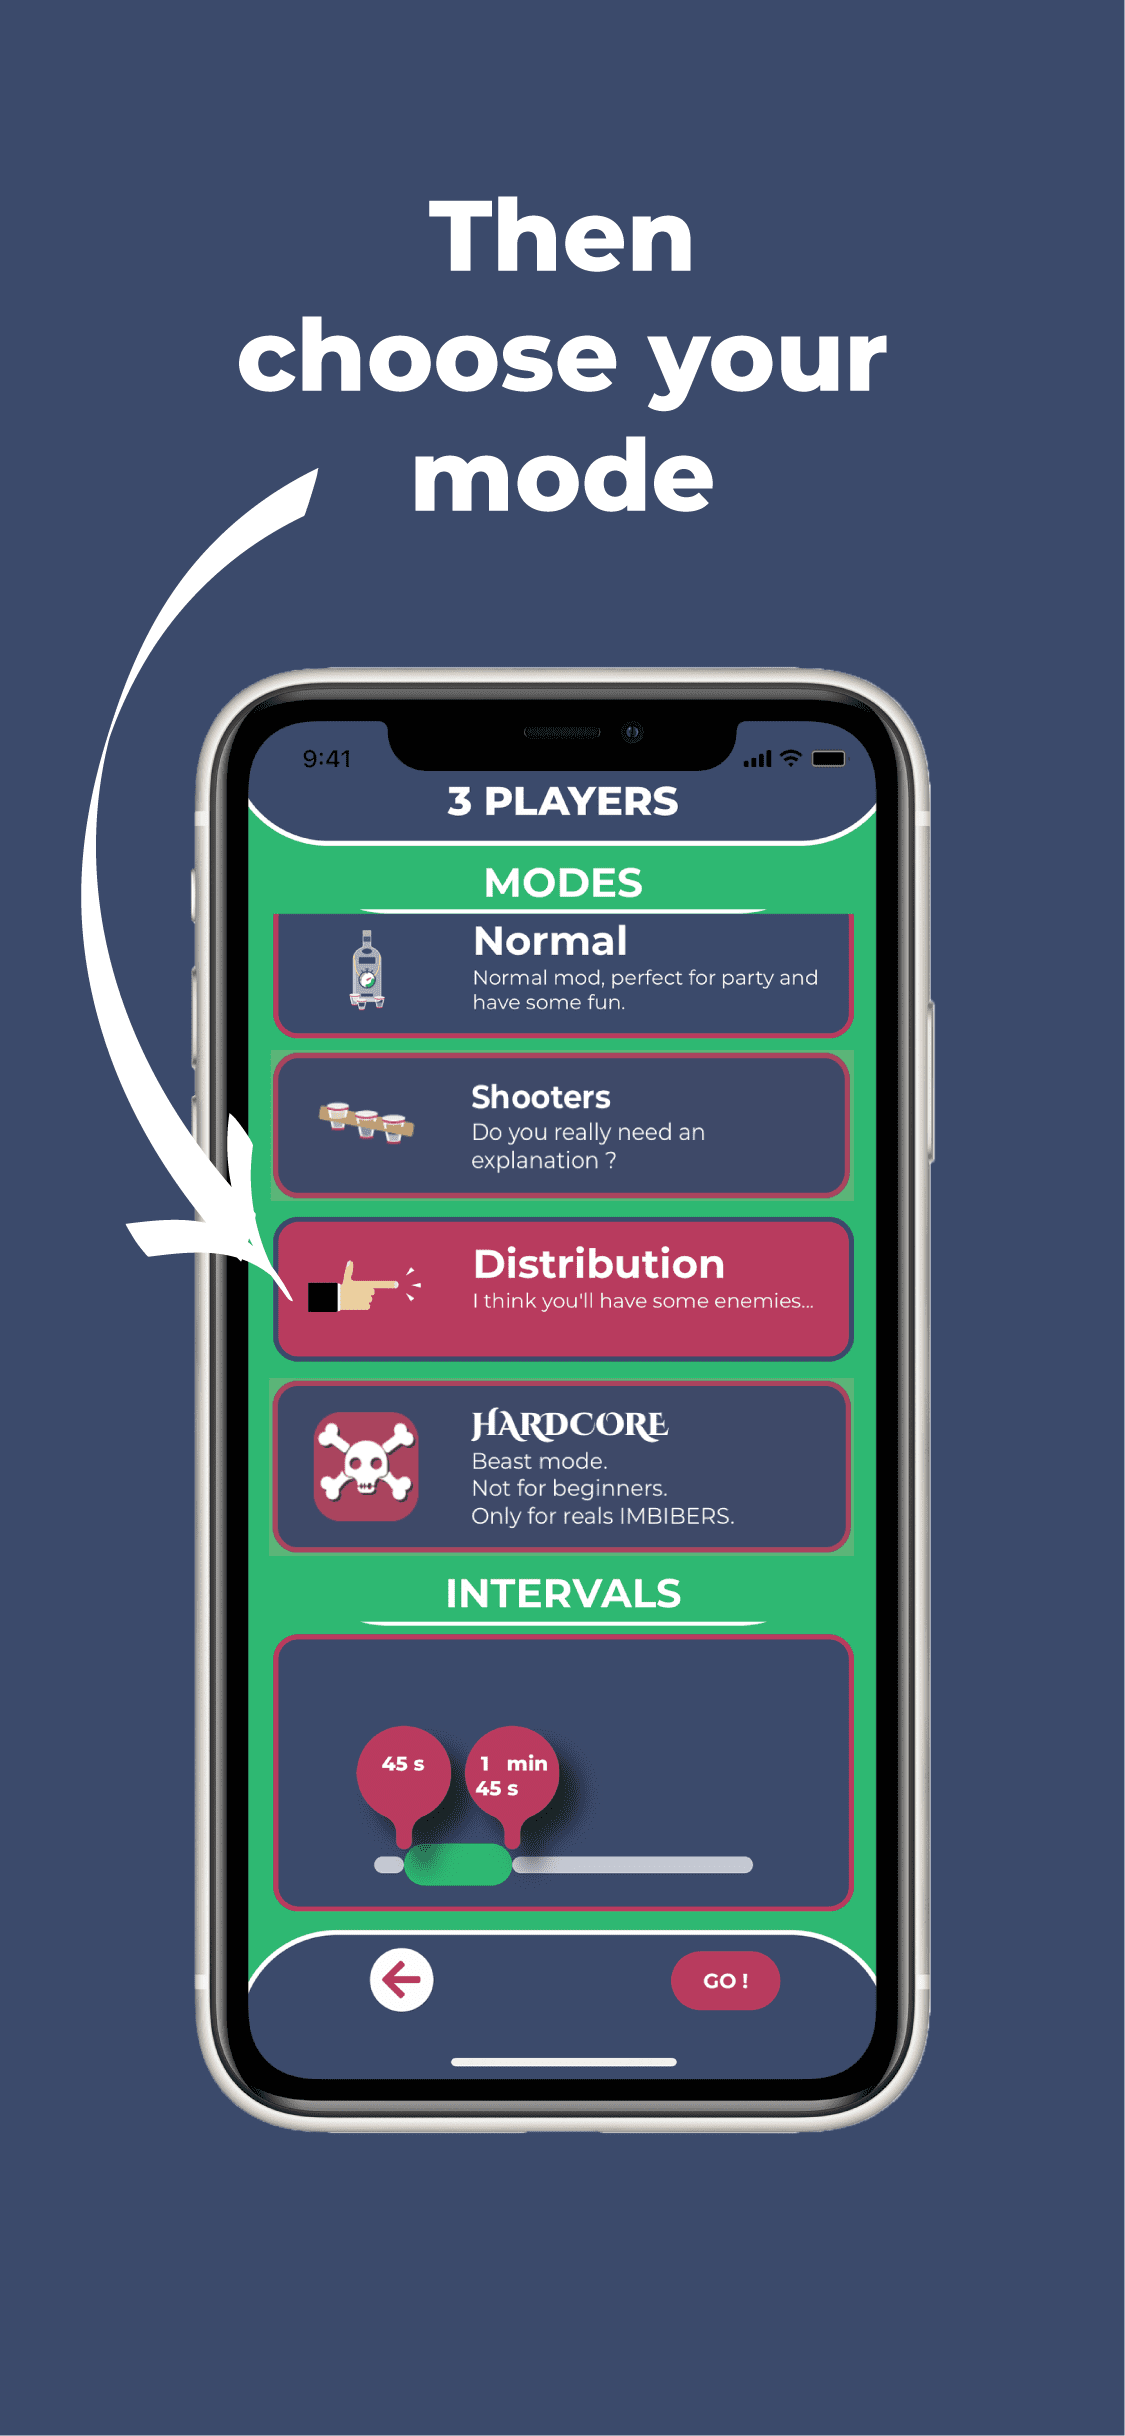 Then
choose your
mode
9:41
3 PLAYERS
MODES
Normal
Normal mod, perfect for party and
have some fun.
Shooters
Do you really need an
explanation ?
Distribution
I think you'll have some enemies...
HARDCORE
Beast mode.
Not for beginners.
Only for reals IMBIBERS.
INTERVALS
45 s
1 min
45 s
GO !